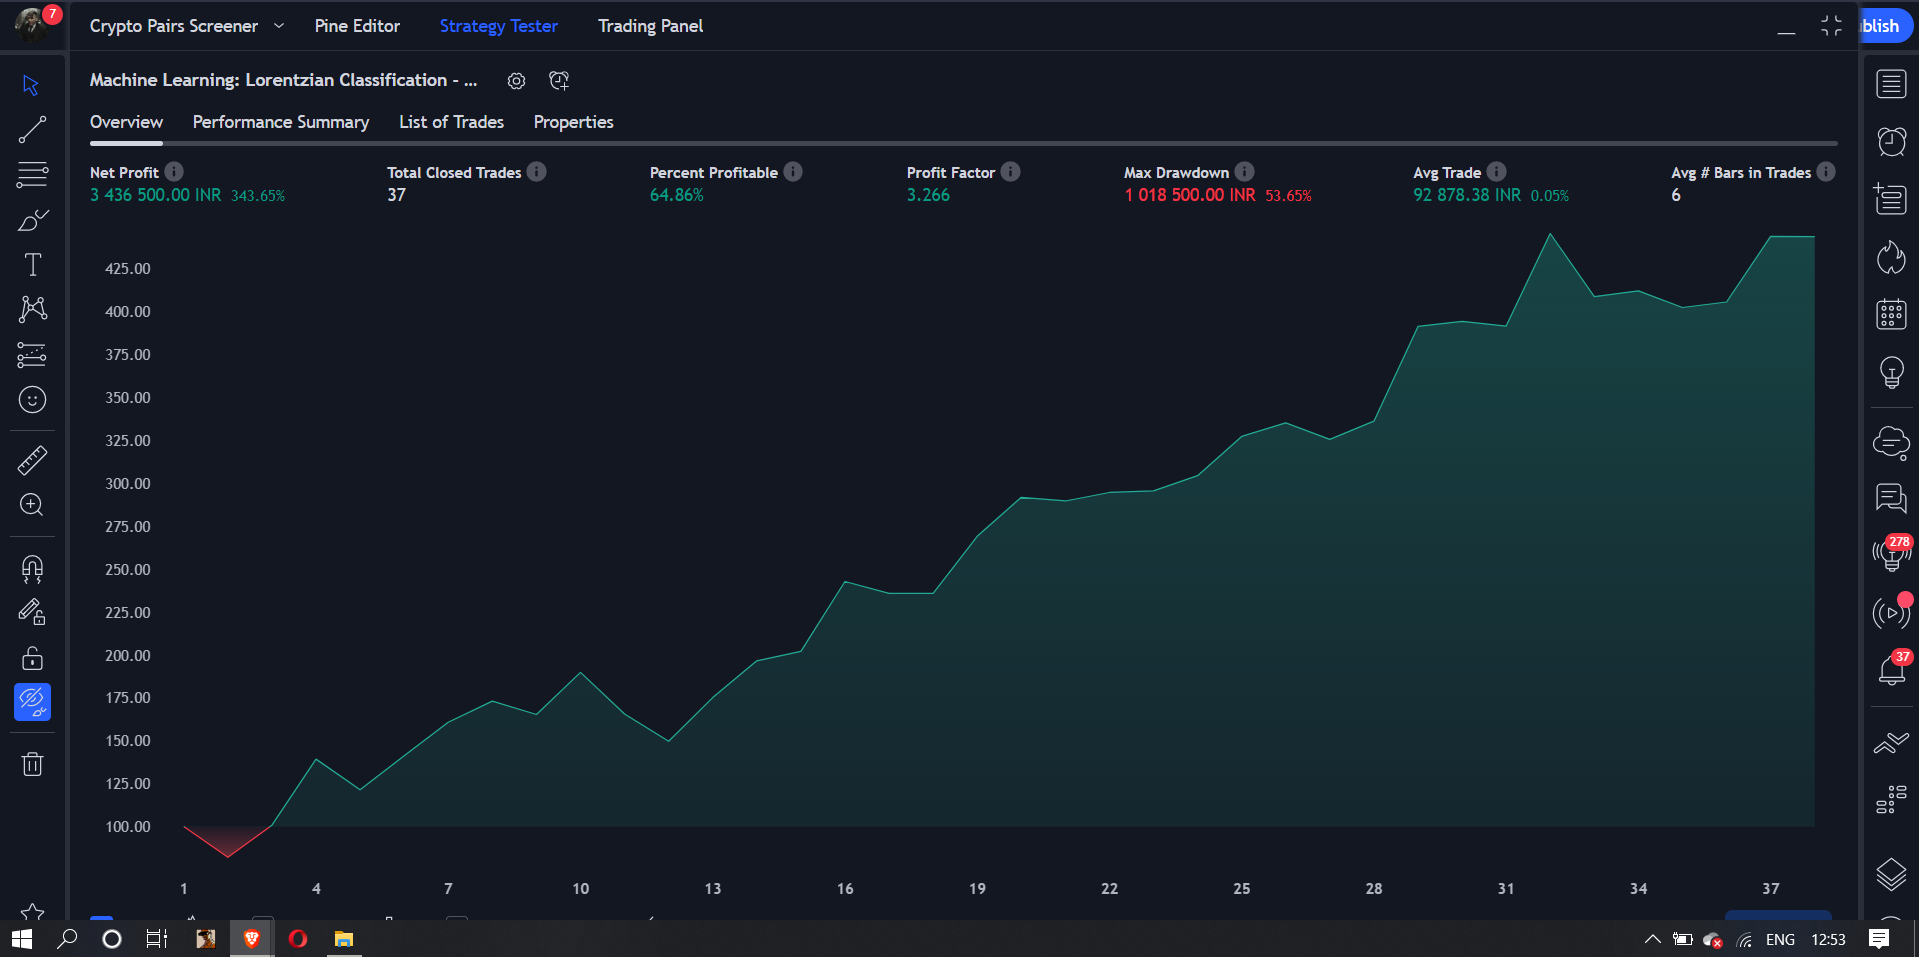 7
Crypto Pairs Screener Pine Editor Strategy Tester Trading Panel
blish
Machine Learning: Lorentzian Classification - ...
Overview Performance Summary List of Trades Properties
Net Profit Total Closed Trades Percent Profitable Profit Factor Max Drawdown Avg Trade Avg # Bars in Trades
3 436 500.00 INR 343.65% 37 64.86% 3.266 1 018 500.00 INR 53.65% 92 878.38 INR 0.05% 6
425.00
400.00
375.00
350.00
325.00
300.00
275.00
250.00
225.00
200.00
175.00
150.00
125.00
100.00
1 4 7 10 13 16 19 22 25 28 31 34 37
278
37
ENG 12:53